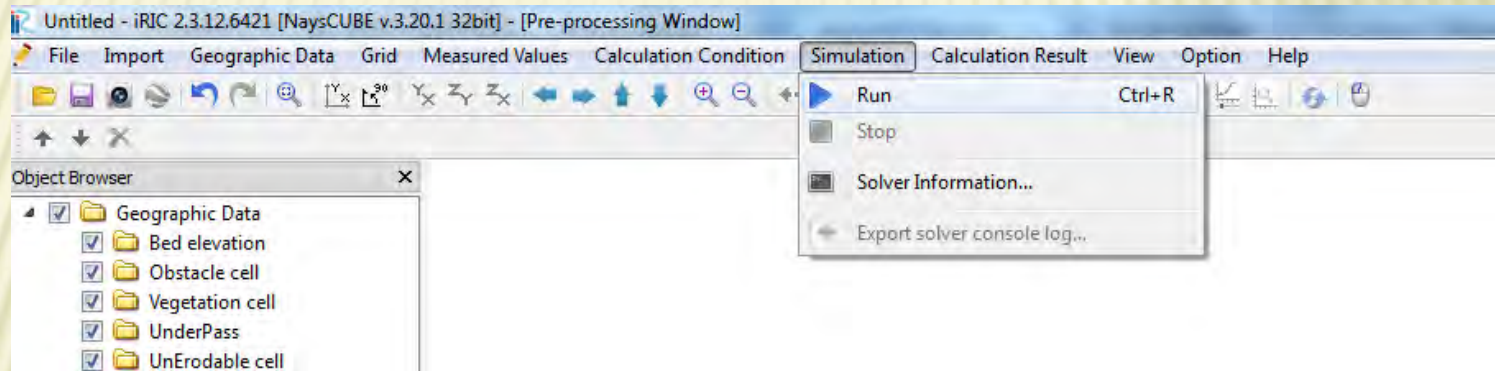 Untitled - iRIC 2.3.12.6421 [NaysCUBE v.3.20.1 32bit] - [Pre-processing Window]
File Import Geographic Data Grid Measured Values Calculation Condition Simulation Calculation Result View Option Help
Run Ctrl+R
Stop
Object Browser
Solver Information...
Geographic Data
Export solver console log...
Bed elevation
Obstacle cell
Vegetation cell
UnderPass
UnErodable cell